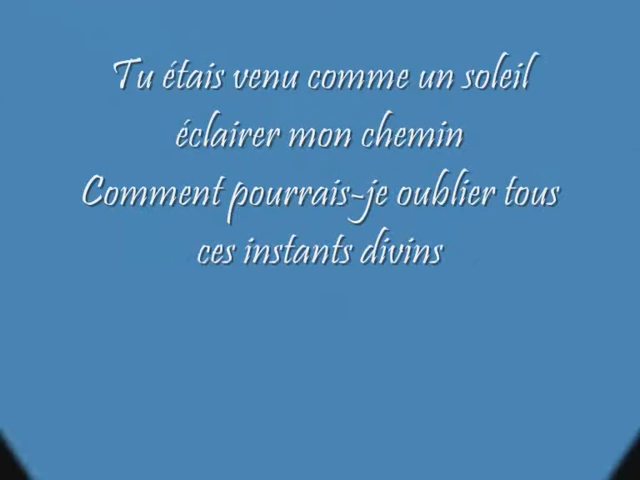 Tu étais venu comme un soleil
éclairer mon chemin
Comment pourrais-je oublier tous
ces instants divins